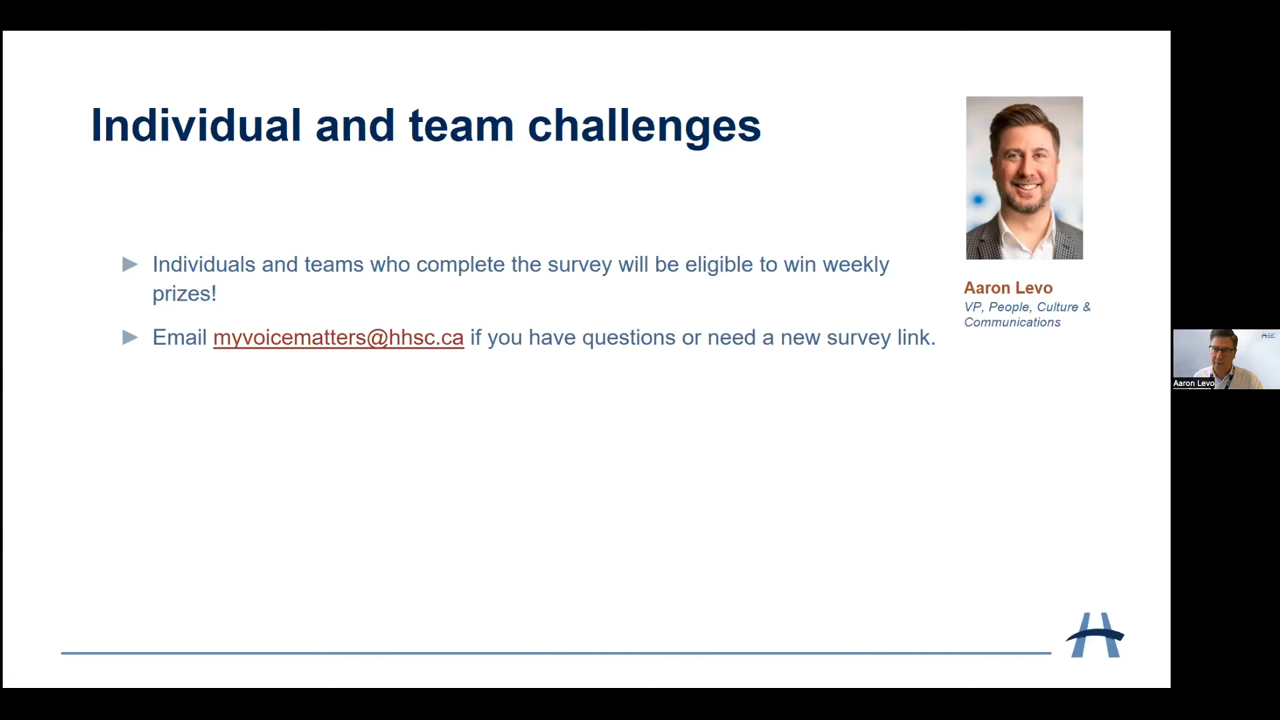 Individual and team challenges
Individuals and teams who complete the survey will be eligible to win weekly
prizes!
Email myvoicematters@hhsc.ca if you have questions or need a new survey link.
Aaron Levo
VP, People, Culture &
Communications
Aaron Levo